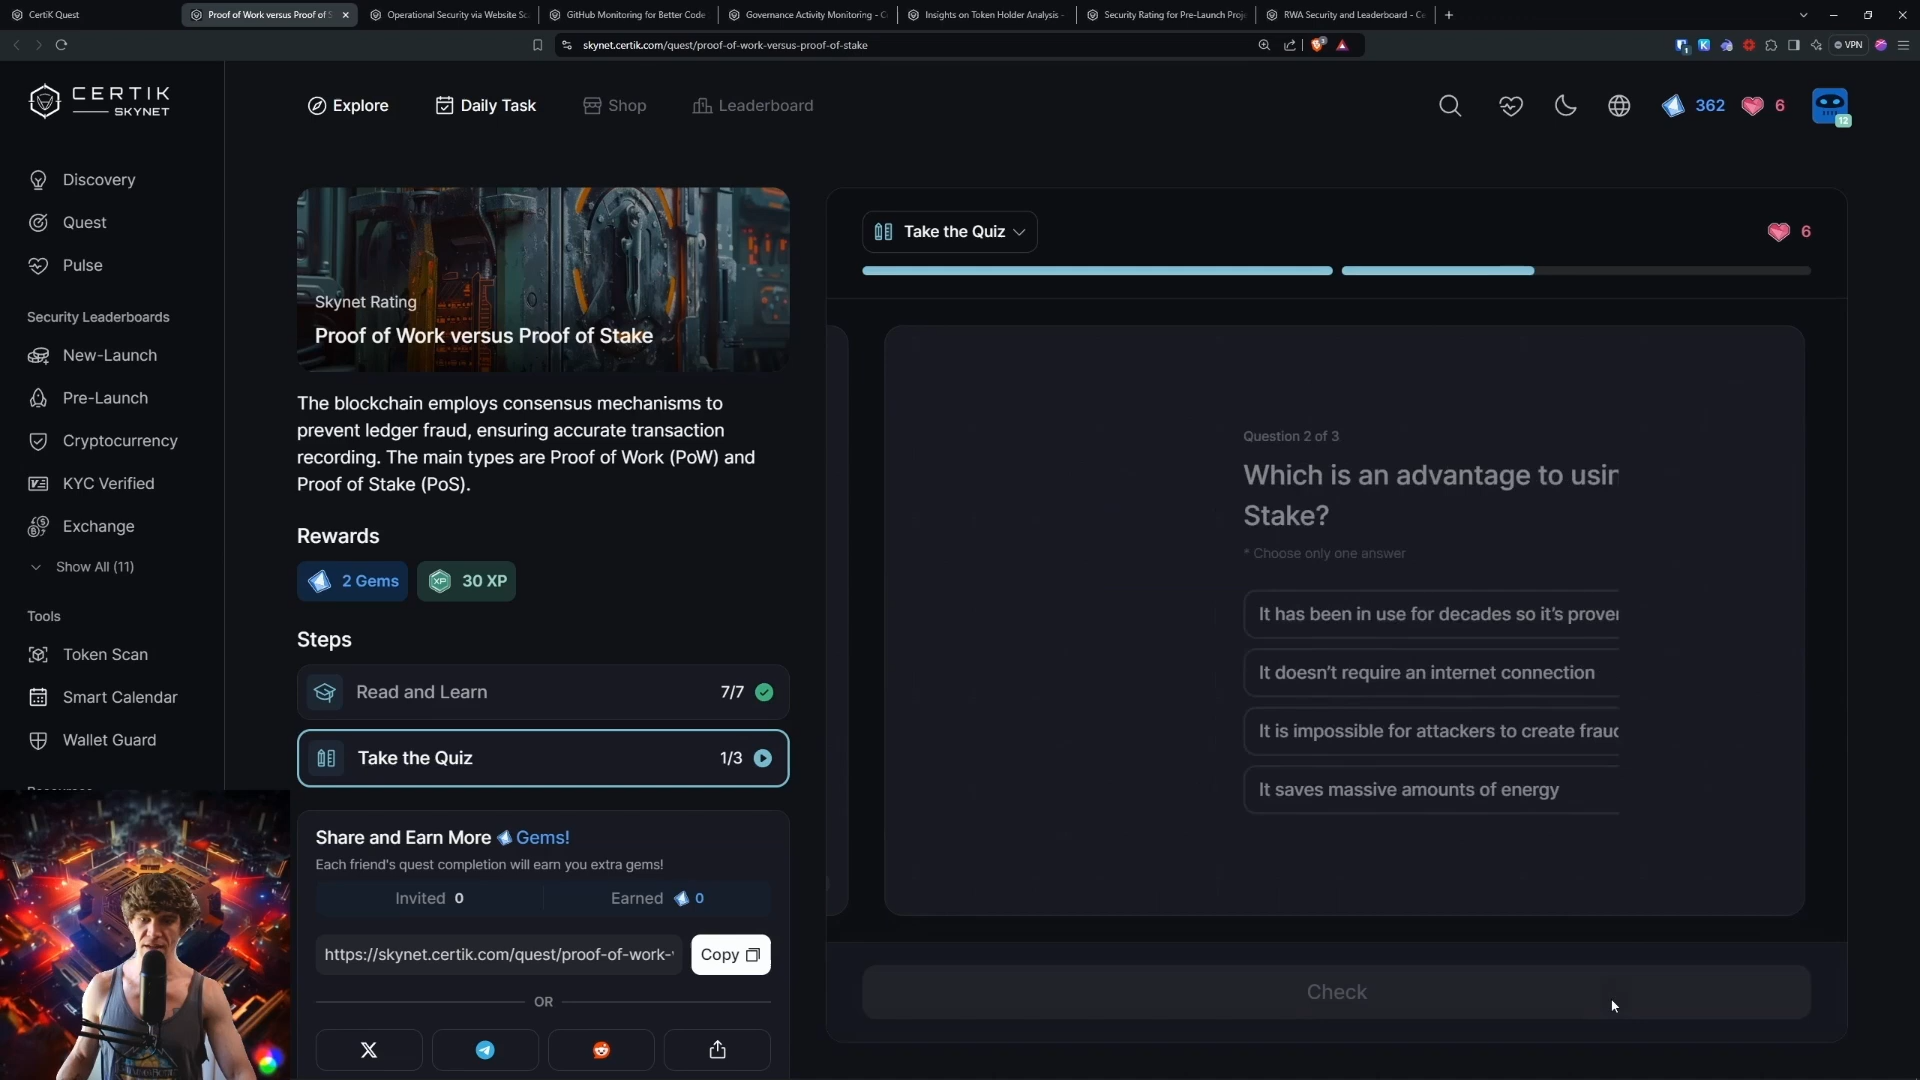 CertiK Quest
Proof of Work versus Proof of S
Operational Security via Website Sc
GitHub Monitoring for Better Code
Governance Activity Monitoring - C
Insights on Token Holder Analysis -
Security Rating for Pre-Launch Proj
RWA Security and Leaderboard - Ce
skynet.certik.com/quest/proof-of-work-versus-proof-of-stake
VPN
CERTIK
SKYNET
Explore
Daily Task
Shop
Leaderboard
362
6
12
Discovery
Quest
Pulse
Security Leaderboards
New-Launch
Pre-Launch
Cryptocurrency
KYC Verified
Exchange
Show All (11)
Tools
Token Scan
Smart Calendar
Wallet Guard
Skynet Rating
Proof of Work versus Proof of Stake
The blockchain employs consensus mechanisms to
prevent ledger fraud, ensuring accurate transaction
recording. The main types are Proof of Work (PoW) and
Proof of Stake (PoS).
Rewards
2 Gems
XP 30 XP
Steps
Read and Learn 7/7
Take the Quiz 1/3
Share and Earn More Gems!
Each friend's quest completion will earn you extra gems!
Invited 0
Earned 0
https://skynet.certik.com/quest/proof-of-work-
Copy
OR
Take the Quiz
6
Question 2 of 3
Which is an advantage to usin
Stake?
* Choose only one answer
It has been in use for decades so it's prove
It doesn't require an internet connection
It is impossible for attackers to create frauc
It saves massive amounts of energy
Check